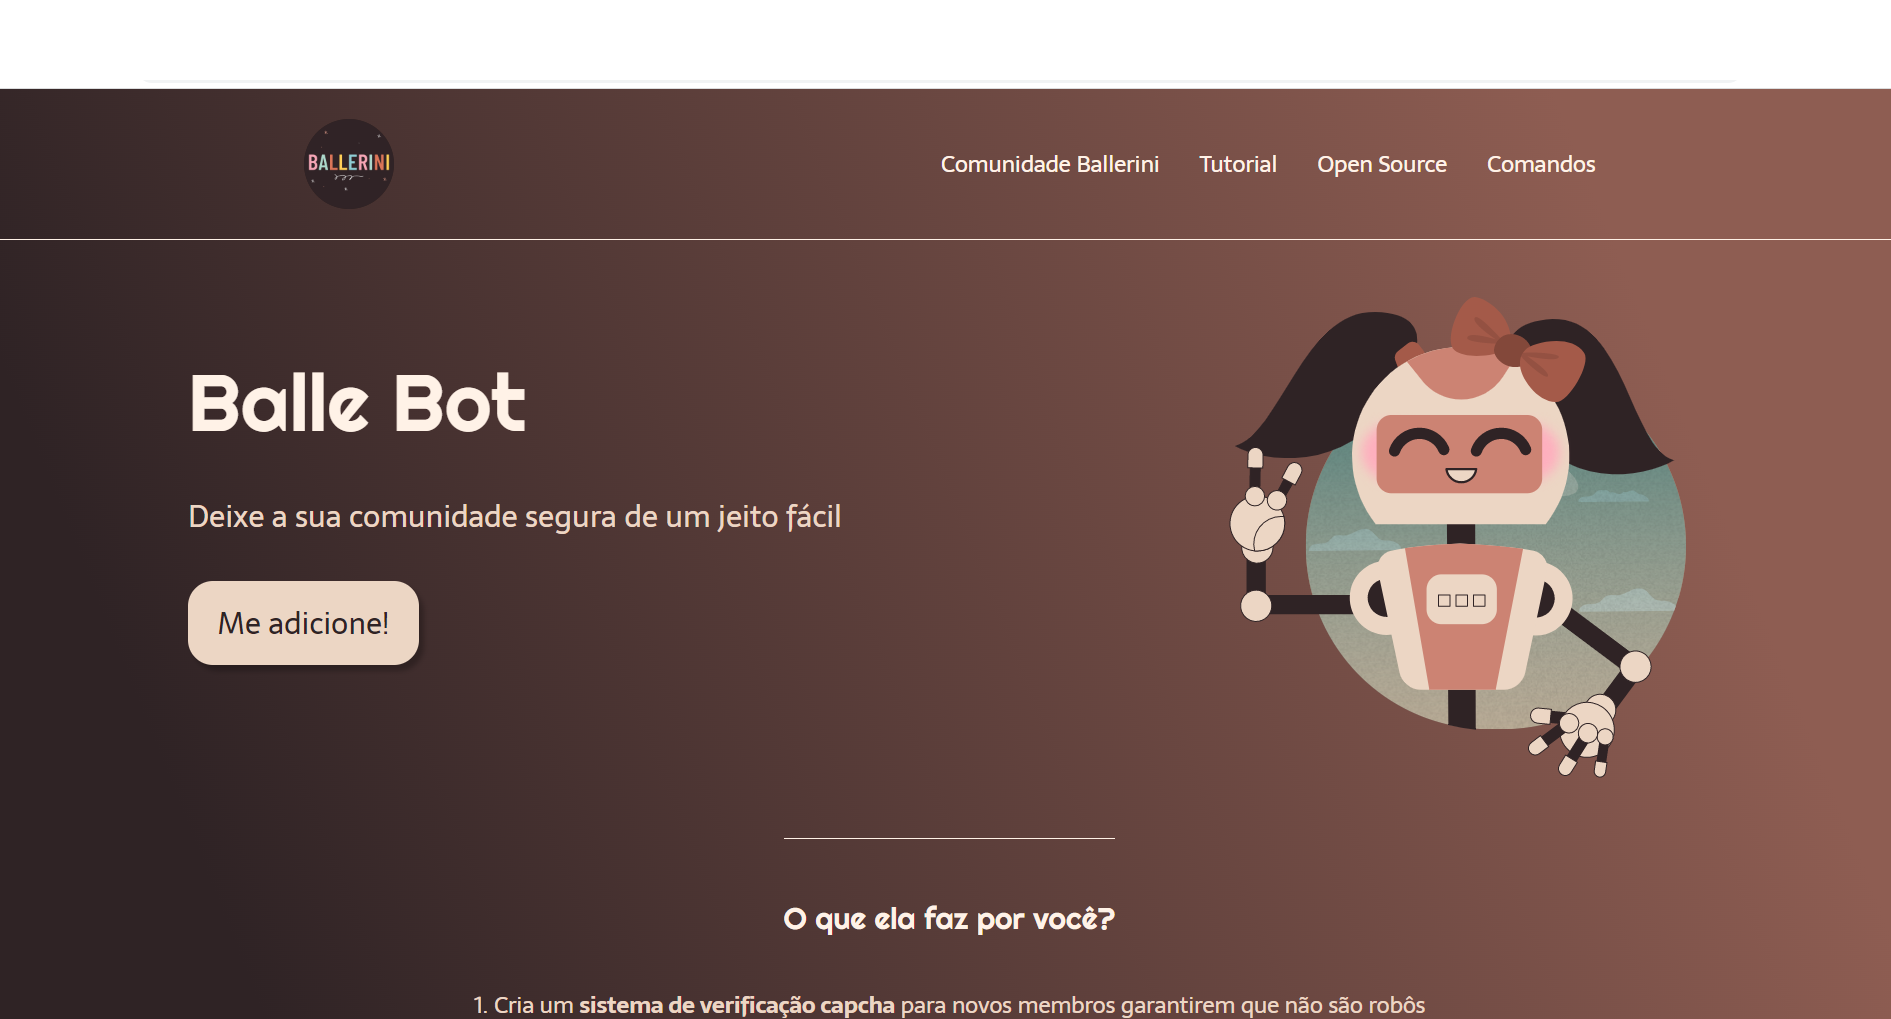 BALLERINI
Comunidade Ballerini Tutorial Open Source Comandos
Balle Bot
Deixe a sua comunidade segura de um jeito fácil
Me adicione!
O que ela faz por você?
1. Cria um sistema de verificação capcha para novos membros garantirem que não são robôs